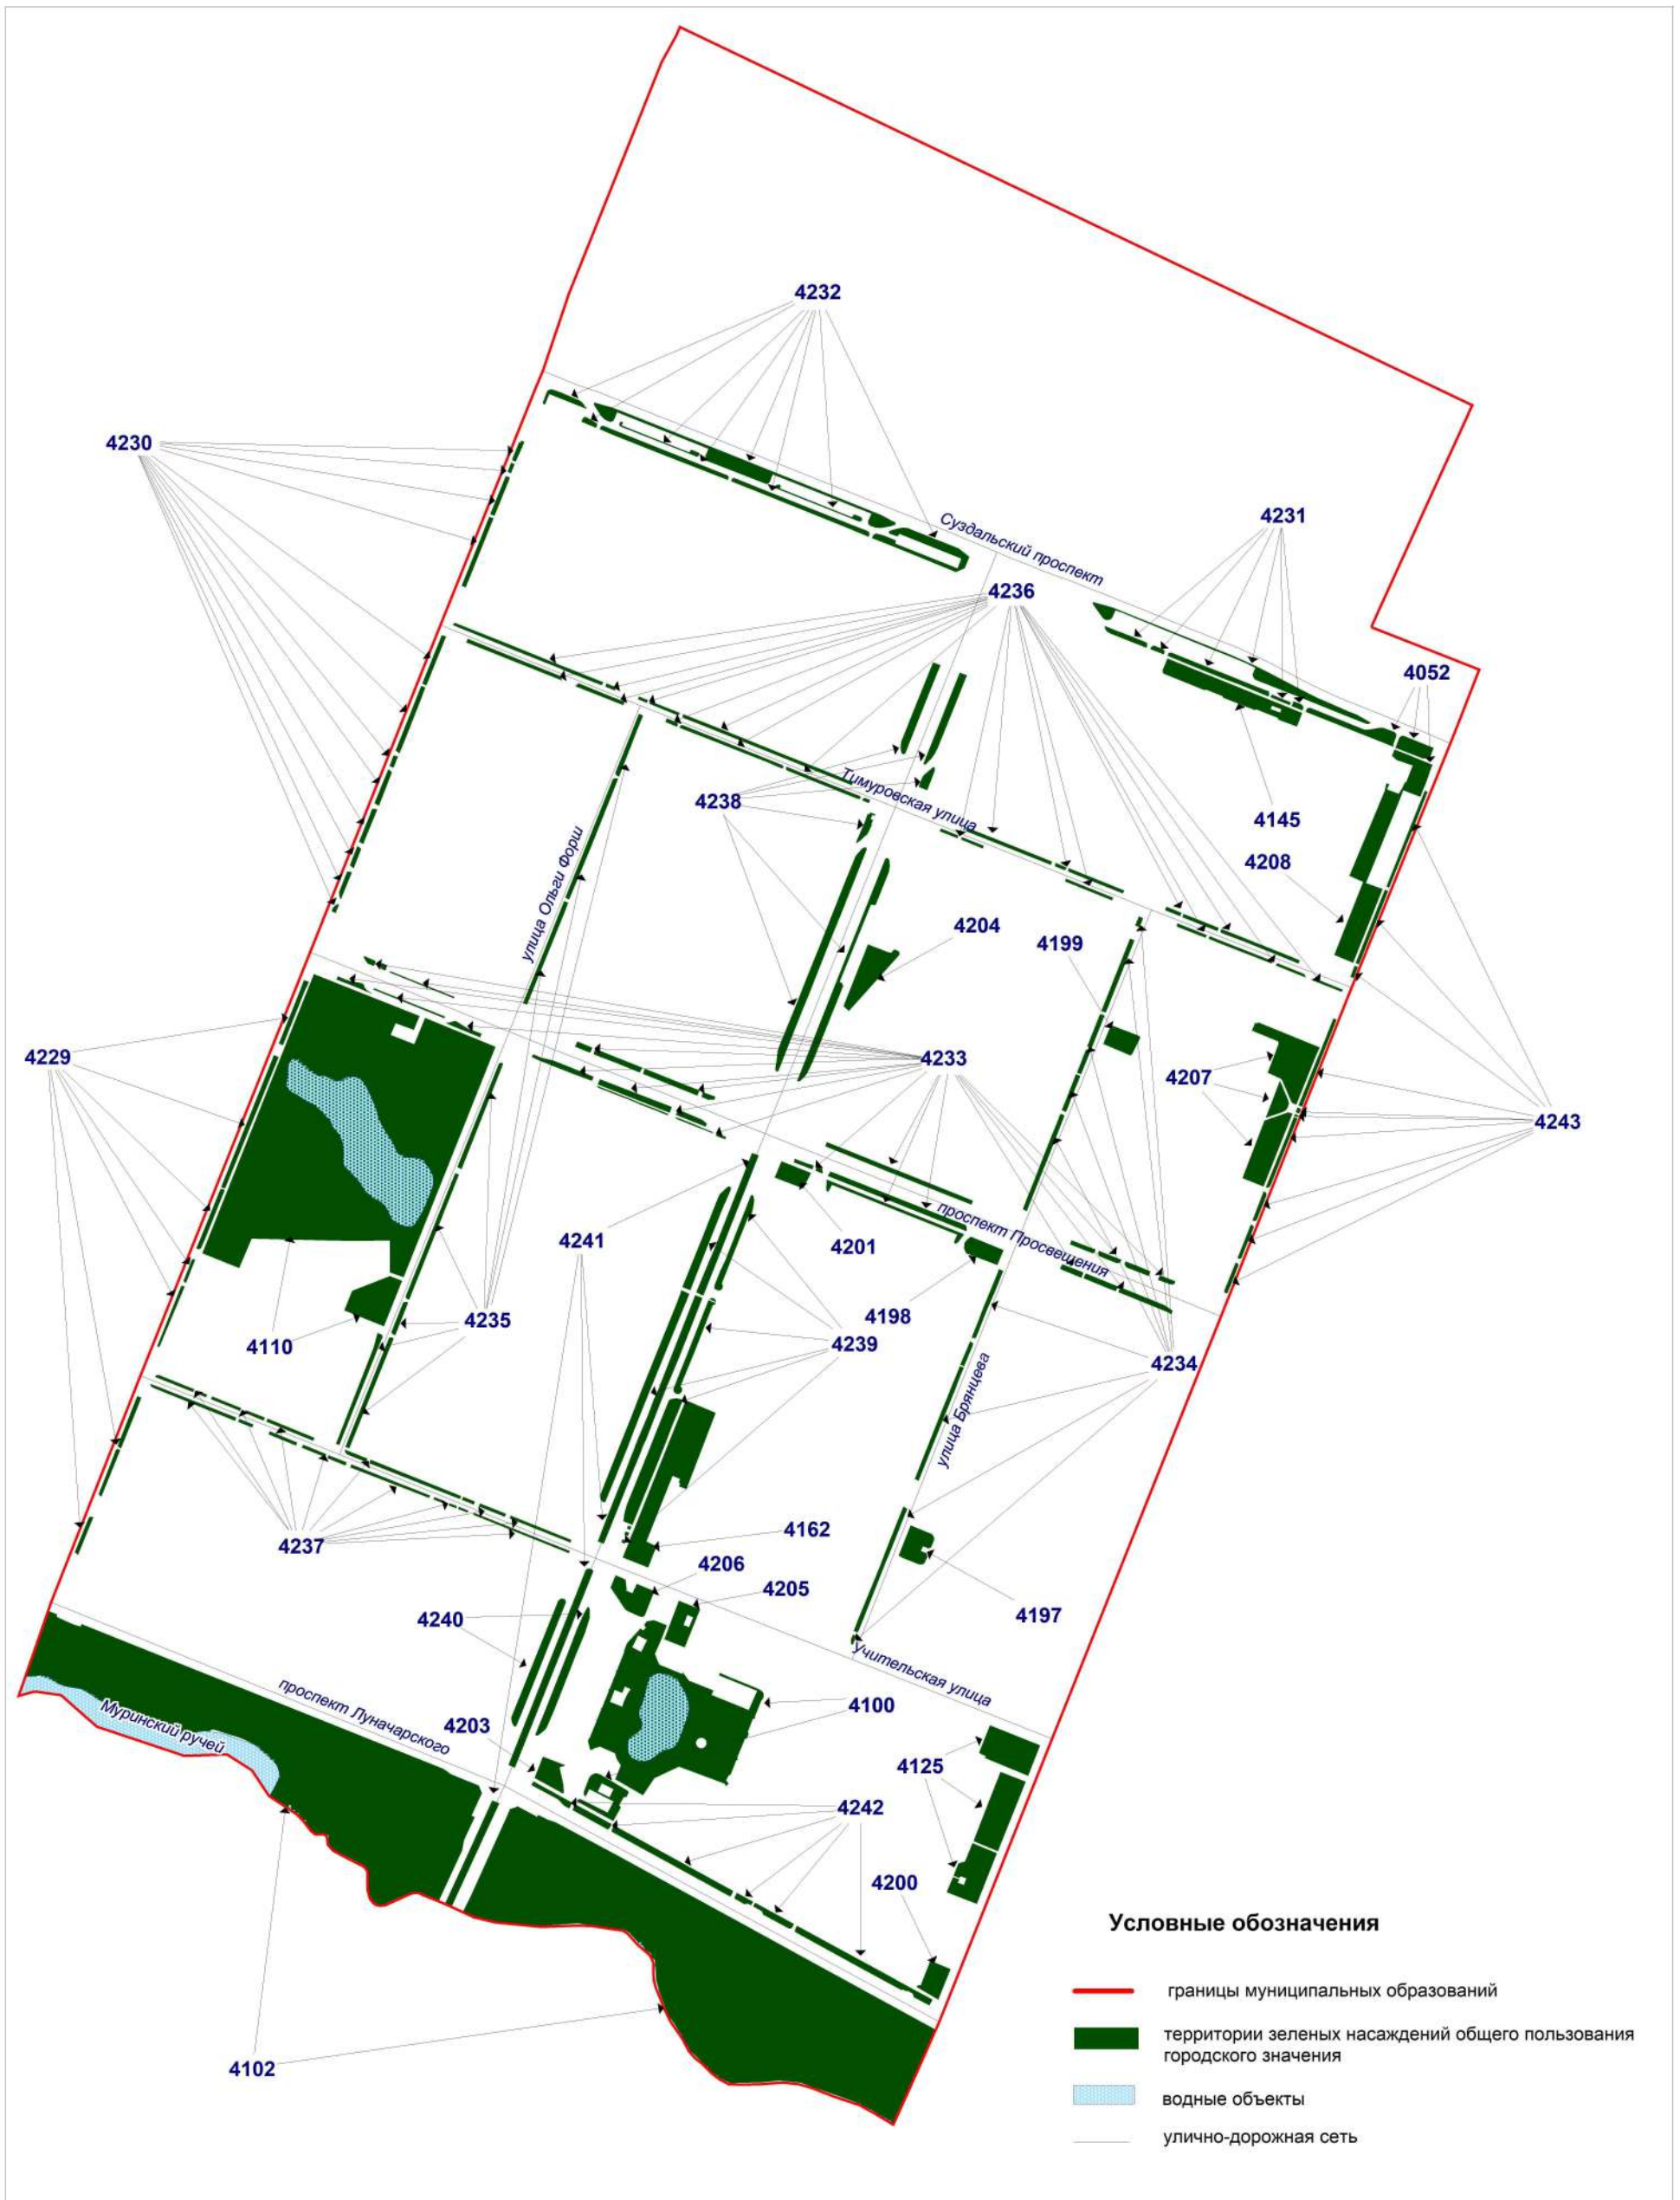 4232
4230
4231
Суздальский проспект
4236
4052
4238
Тимуровская улица
4145
4208
улица Ольги Форш
4204
4199
4229
4233
4207
4243
4241
4201
проспект Просвещения
4198
4235
4110
4239
4234
улица Брянцева
4162
4237
4206
4205
4240
4197
Учительская улица
проспект Луначарского
Муринский ручей
4203
4100
4125
4242
4200
4102
Условные обозначения
границы муниципальных образований
территории зеленых насаждений общего пользования
городского значения
водные объекты
улично-дорожная сеть